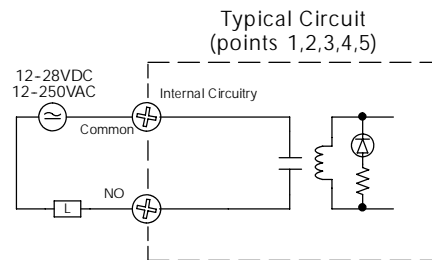 Typical Circuit
(points 1,2,3,4,5)
12-28VDC
12-250VAC
Internal Circuitry
Common
NO
L